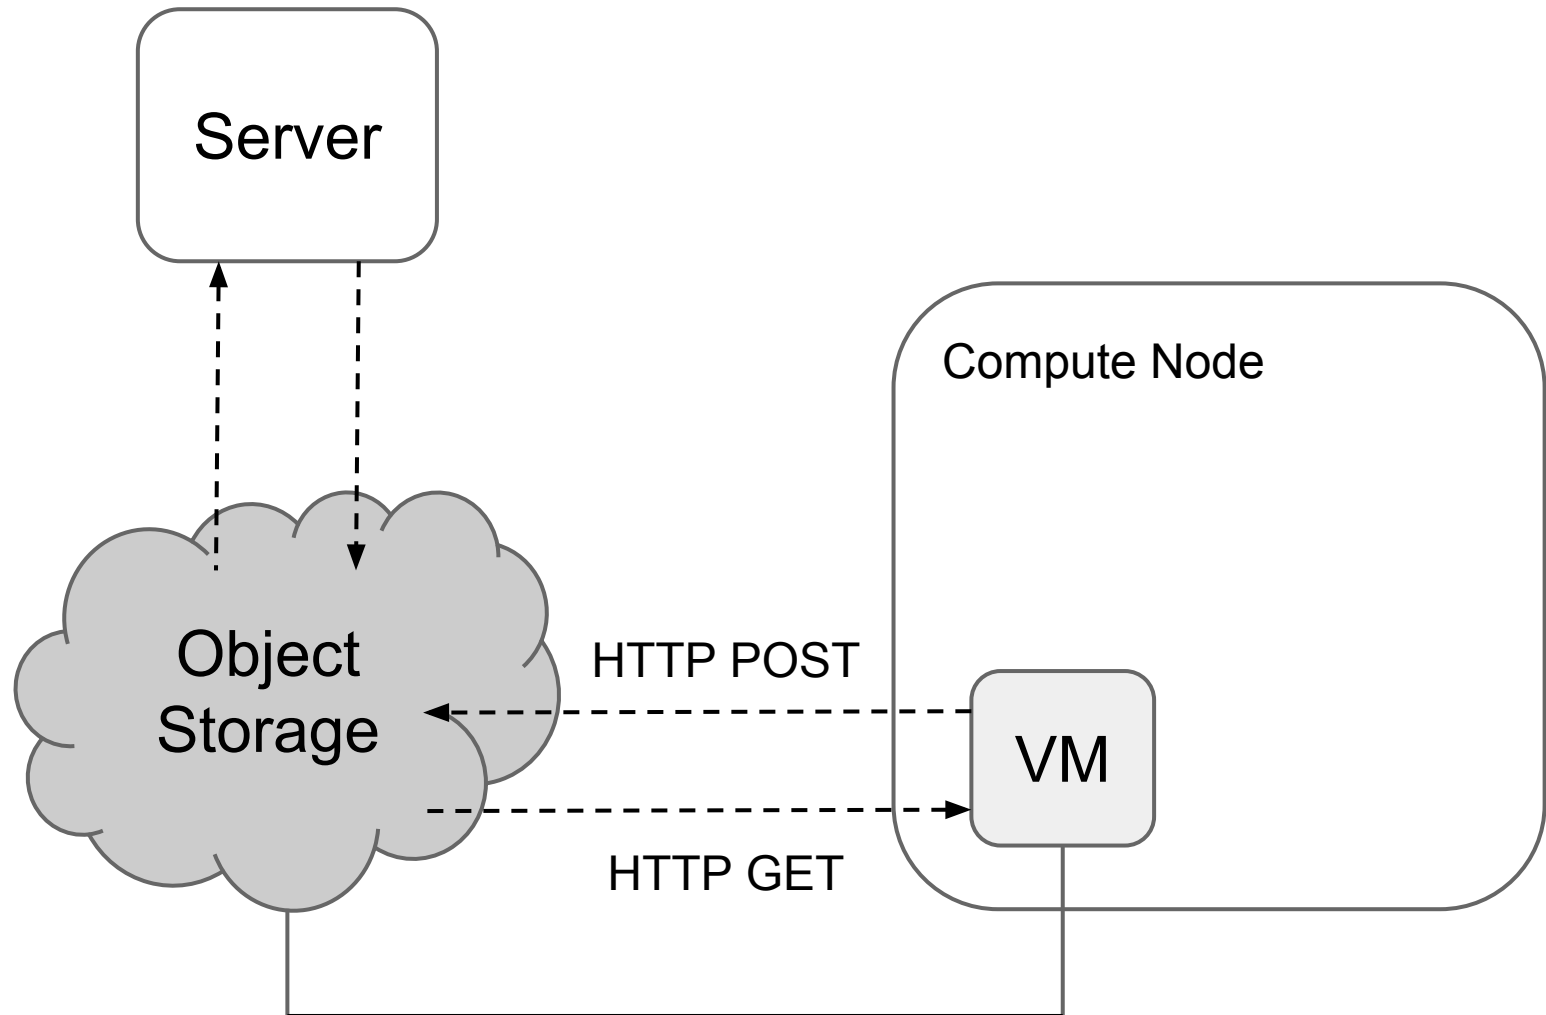 Server
Compute Node
Object
Storage
HTTP POST
VM
HTTP GET